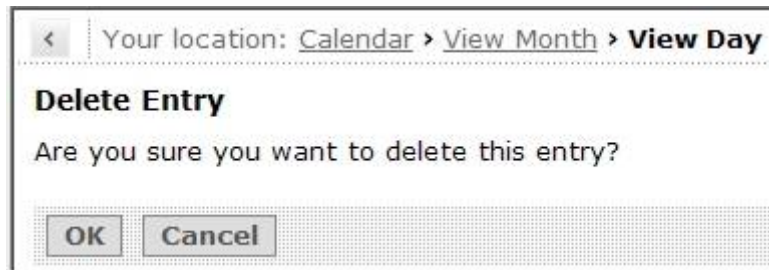 Your location: Calendar › View Month › View Day
Delete Entry
Are you sure you want to delete this entry?
OK Cancel